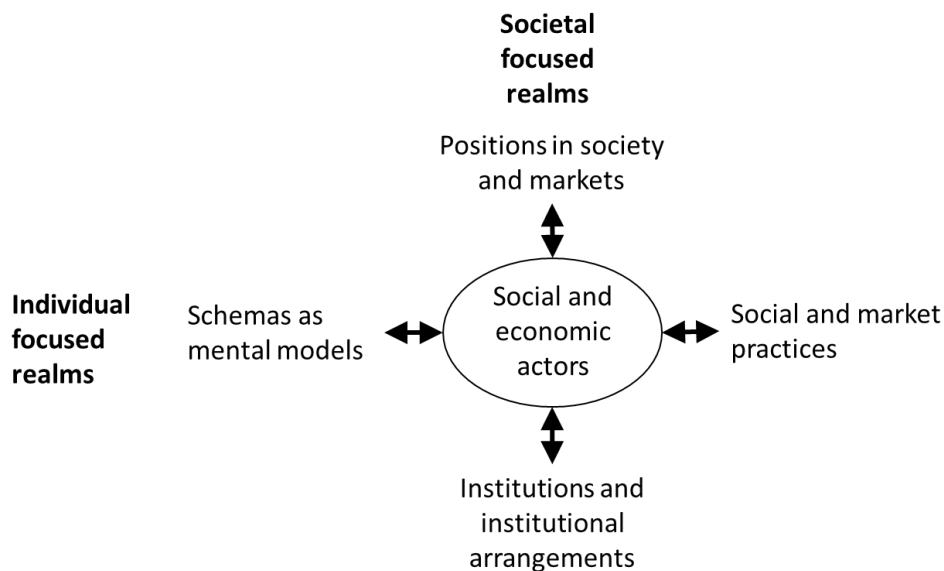 Societal
focused
realms
Positions in society
and markets
Individual
focused
realms
Schemas as
mental models
Social and
economic
actors
Social and market
practices
Institutions and
institutional
arrangements